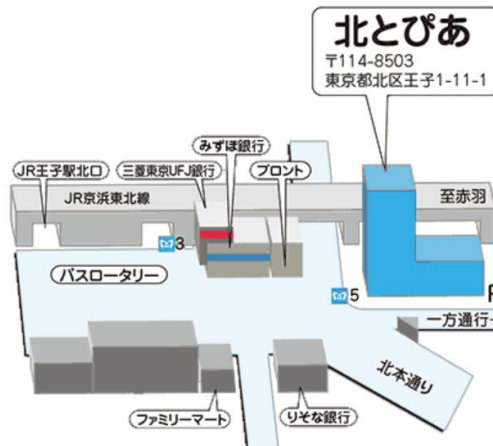 北とぴあ
〒114-8503
東京都北区王子1-11-1
みずほ銀行
JR王子駅北口
三菱東京UFJ銀行
プロント
JR京浜東北線
至赤羽
3
バスロータリー
5
一方通行
北本通り
ファミリーマート
りそな銀行